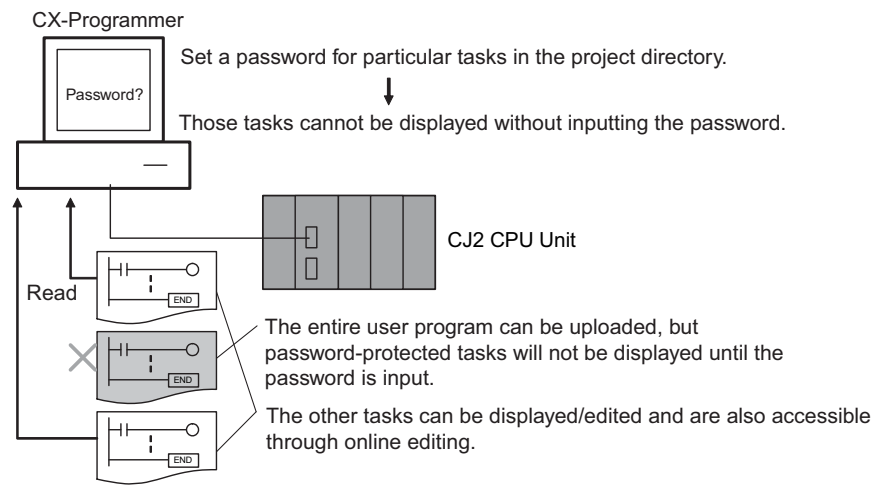 CX-Programmer
Set a password for particular tasks in the project directory.
Password?
Those tasks cannot be displayed without inputting the password.
CJ2 CPU Unit
Read
END
The entire user program can be uploaded, but
password-protected tasks will not be displayed until the
password is input.
END
The other tasks can be displayed/edited and are also accessible
through online editing.
END